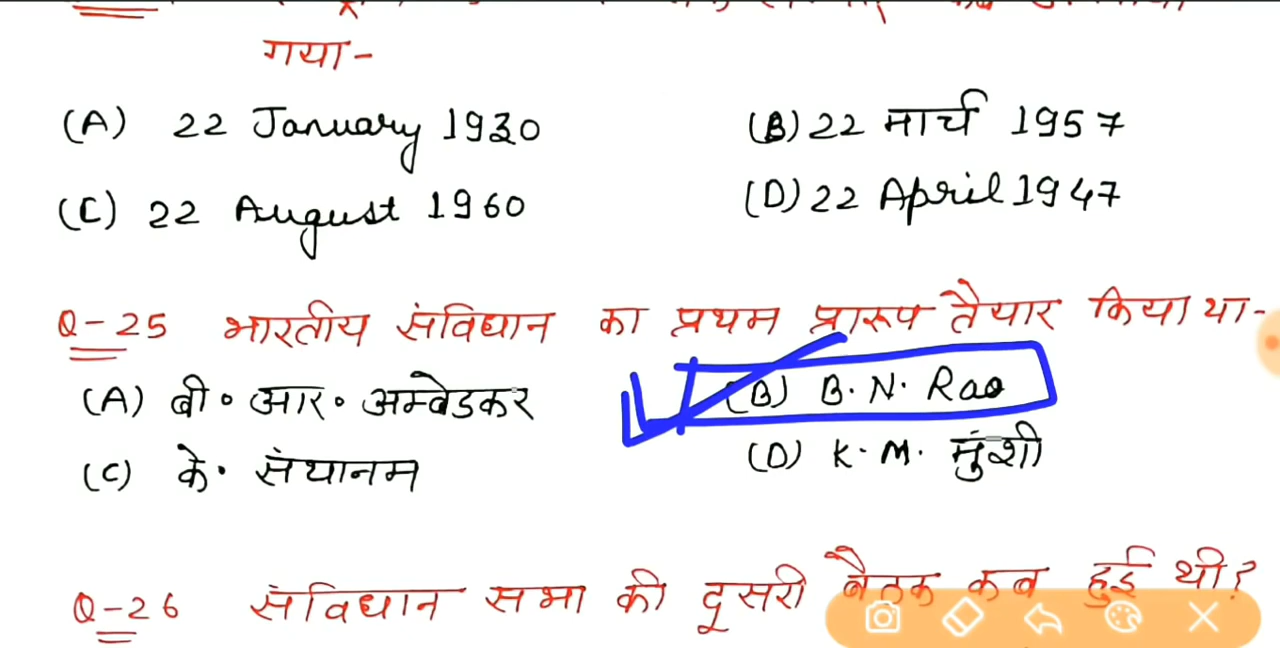 गया-
(A) 22 January 1930 (B) 22 मार्च 1957
(C) 22 August 1960 (D) 22 April 1947
Q-25 भारतीय संविधान का प्रथम प्रारूप तैयार किया था-
(A) बी॰ आर॰ अम्बेडकर (B) B. N. Rao
(C) के॰ संथानम (D) K. M. मुंशी
Q-26 संविधान सभा की दूसरी बैठक कब हुई थी?